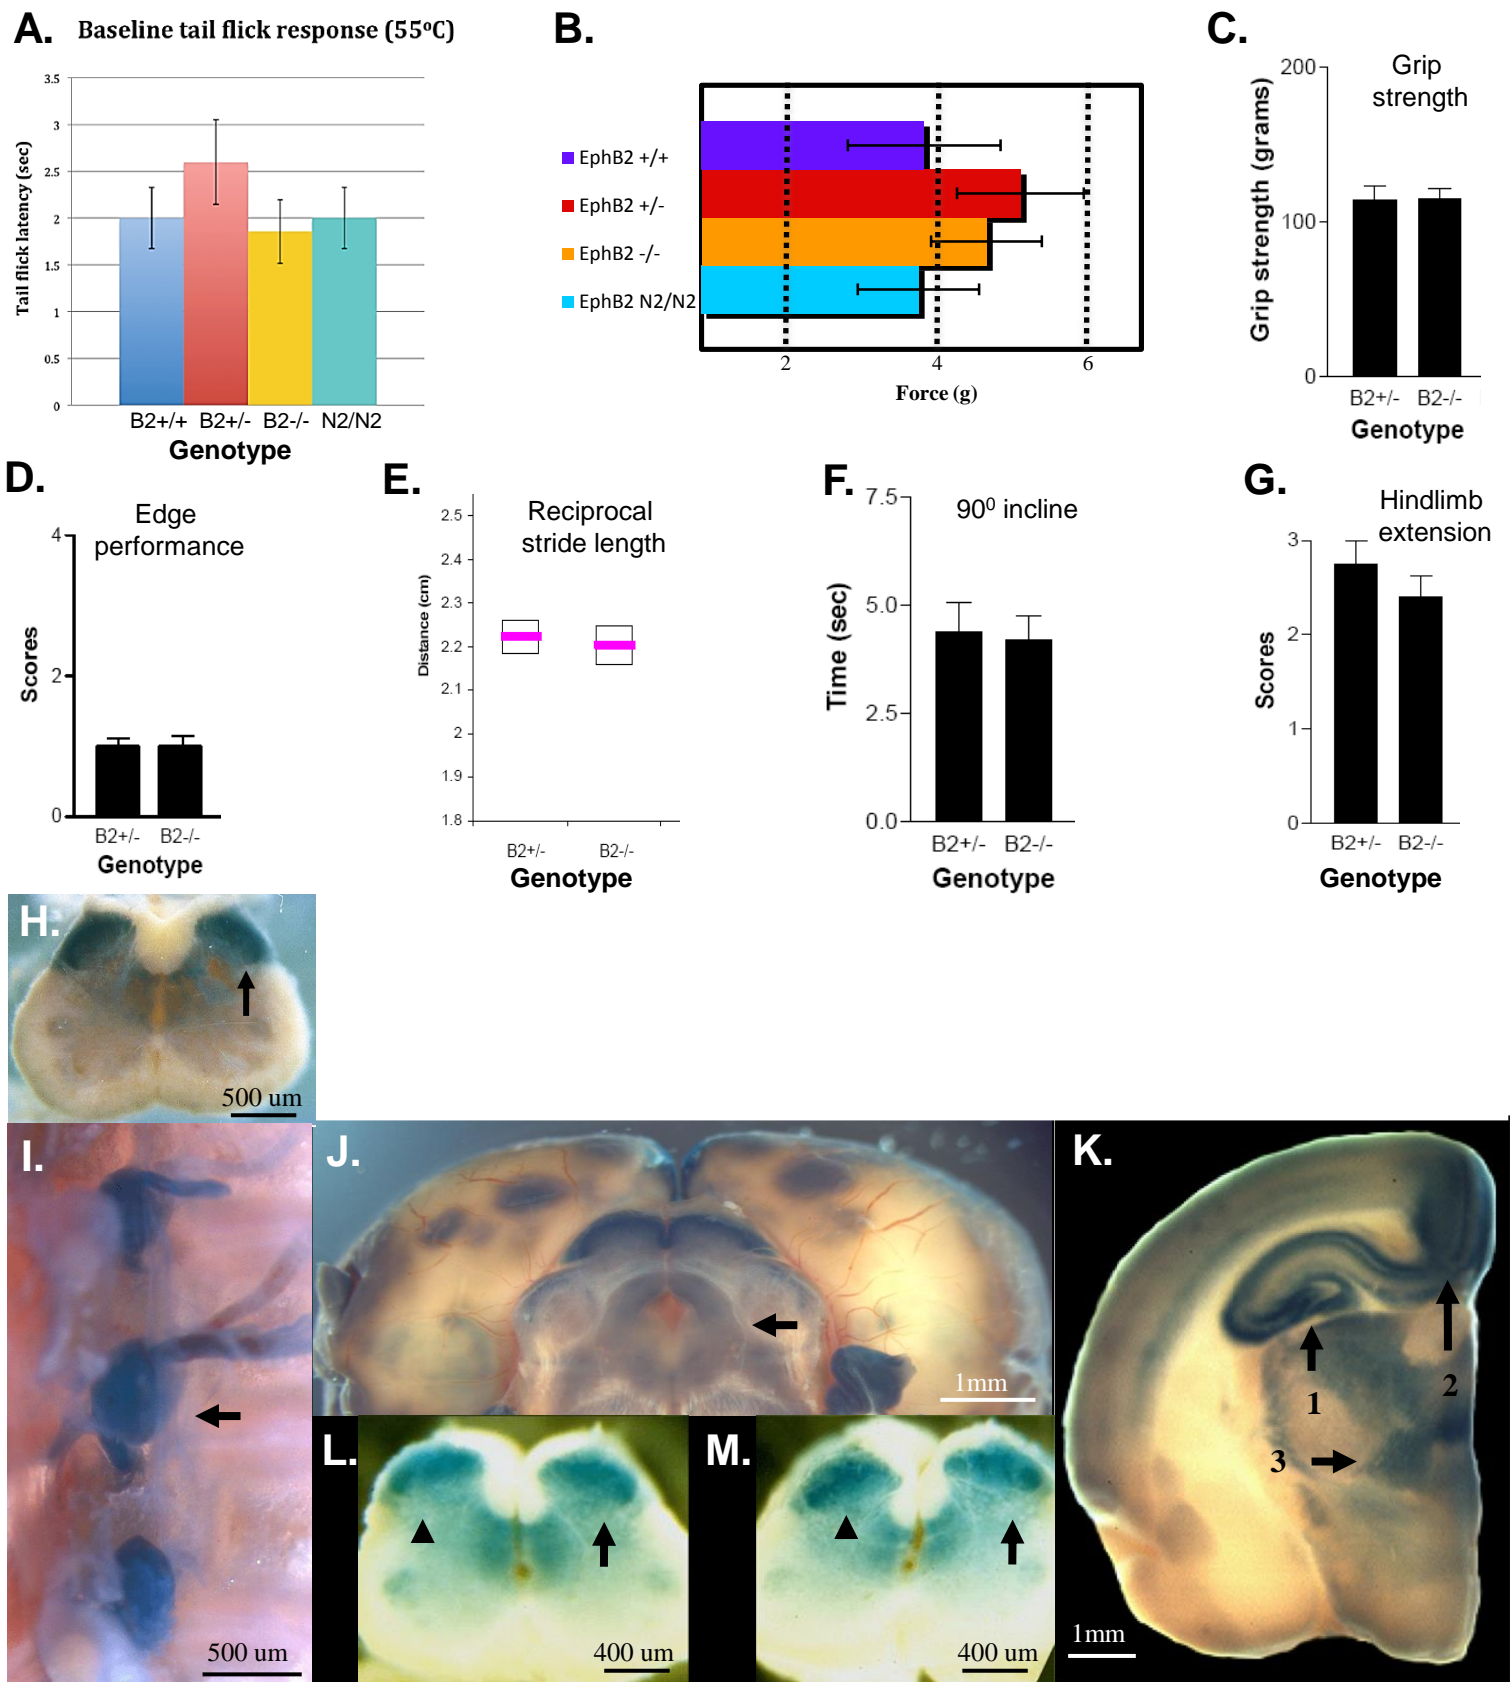 A. Baseline tail flick response (55ºC)
Tail flick latency (sec)
3.5
3
2.5
2
1.5
1
0.5
0
B2+/+ B2+/- B2-/- N2/N2
Genotype
B.
EphB2 +/+
EphB2 +/-
EphB2 -/-
EphB2 N2/N2
2 4 6
Force (g)
C.
Grip
strength
Grip strength (grams)
200
100
0
B2+/- B2-/-
Genotype
D.
Edge
performance
Scores
4
2
0
B2+/- B2-/-
Genotype
E.
Reciprocal
stride length
Distance (cm)
2.5
2.4
2.3
2.2
2.1
2
1.9
1.8
B2+/- B2-/-
Genotype
F.
90⁰ incline
Time (sec)
7.5
5.0
2.5
0.0
B2+/- B2-/-
Genotype
G.
Hindlimb
extension
Scores
3
2
1
0
B2+/- B2-/-
Genotype
H.
500 um
I.
500 um
J.
1mm
K.
1
2
3
1mm
L.
400 um
M.
400 um